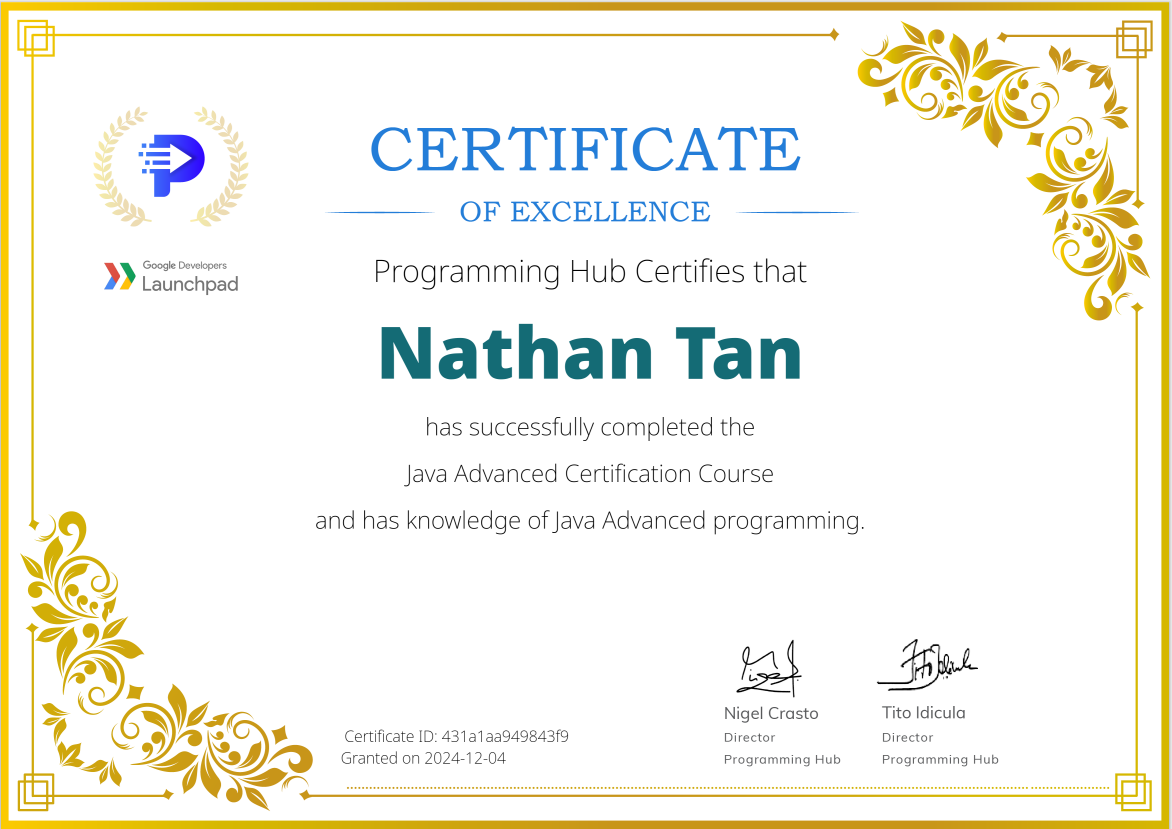 CERTIFICATE
OF EXCELLENCE
Google Developers
Launchpad
Programming Hub Certifies that
Nathan Tan
has successfully completed the
Java Advanced Certification Course
and has knowledge of Java Advanced programming.
Nigel Crasto
Director
Programming Hub
Tito Idicula
Director
Programming Hub
Certificate ID: 431a1aa949843f9
Granted on 2024-12-04